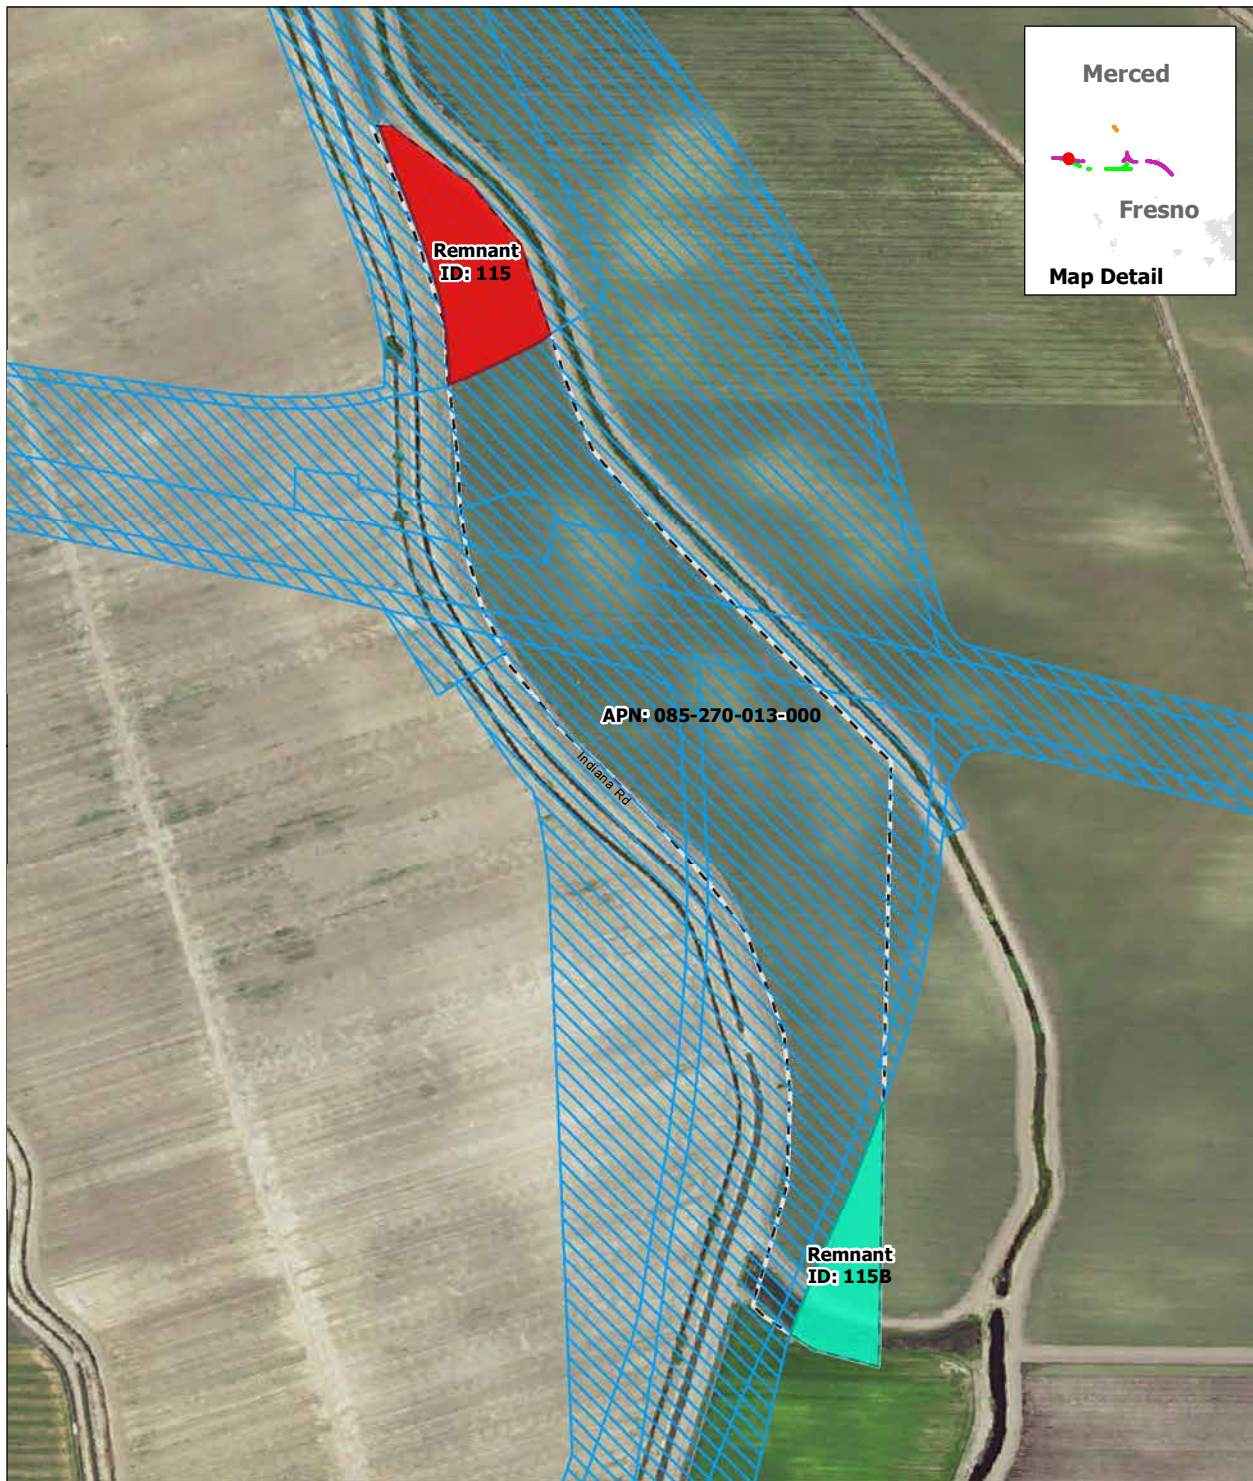 Merced
Fresno
Map Detail
Remnant
ID: 115
APN: 085-270-013-000
Indiana Rd
Remnant
ID: 115B